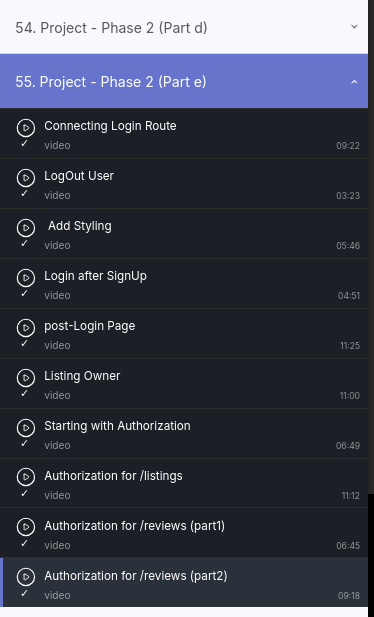 54. Project - Phase 2 (Part d)
55. Project - Phase 2 (Part e)
Connecting Login Route
video 09:22
LogOut User
video 03:23
Add Styling
video 05:46
Login after SignUp
video 04:51
post-Login Page
video 11:25
Listing Owner
video 11:00
Starting with Authorization
video 06:49
Authorization for /listings
video 11:12
Authorization for /reviews (part1)
video 06:45
Authorization for /reviews (part2)
video 09:18